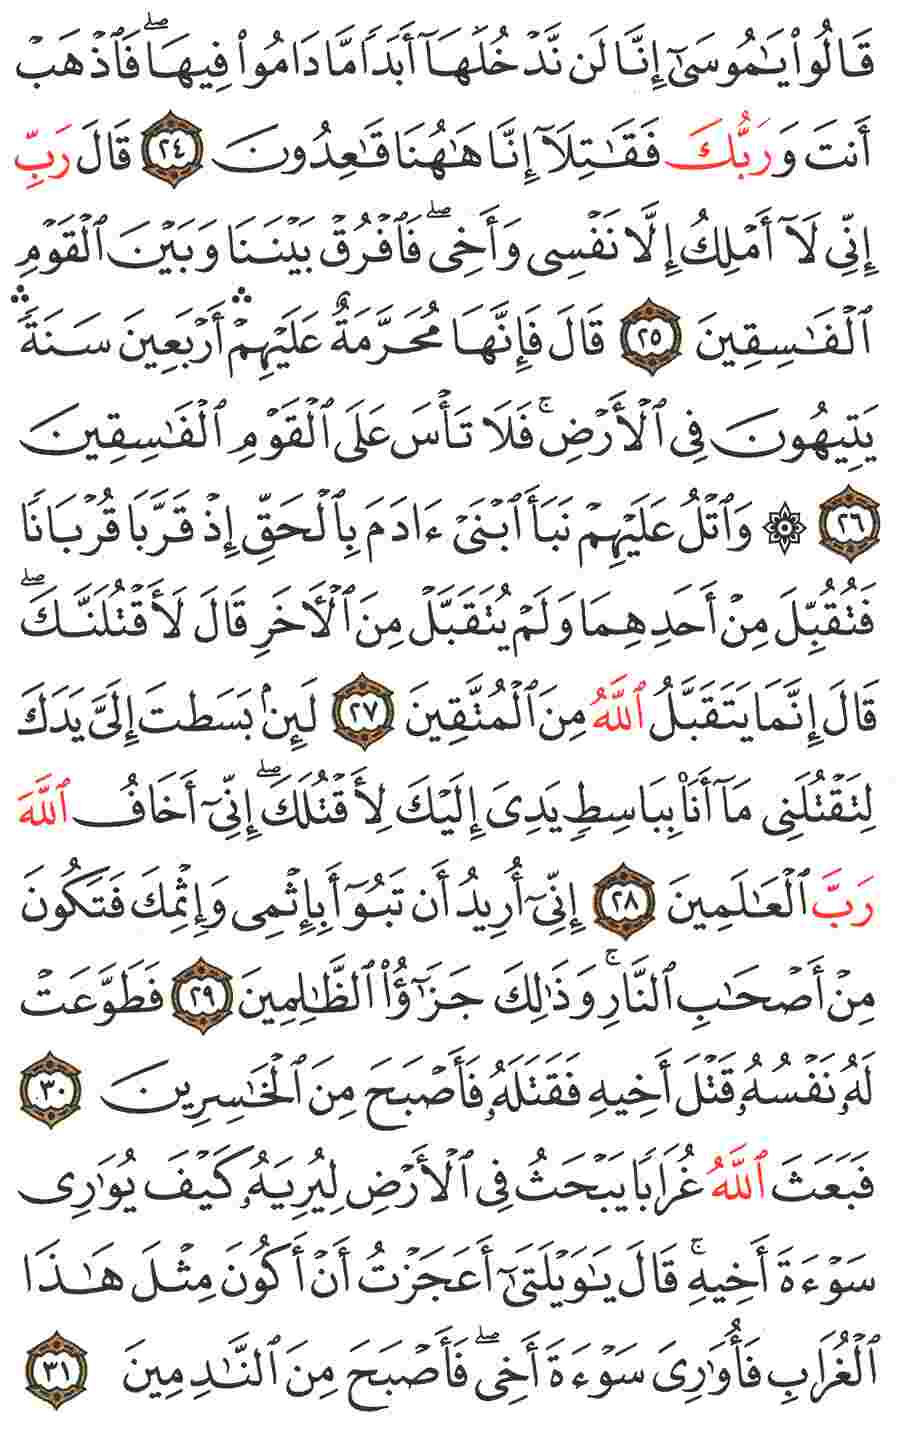 قَالُوا۟ يَـٰمُوسَىٰٓ إِنَّا لَن نَّدْخُلَهَآ أَبَدًا مَّا دَامُوا۟ فِيهَا ۖ فَٱذْهَبْ
أَنتَ وَرَبُّكَ فَقَـٰتِلَآ إِنَّا هَـٰهُنَا قَـٰعِدُونَ ٢٤ قَالَ رَبِّ
إِنِّى لَآ أَمْلِكُ إِلَّا نَفْسِى وَأَخِى ۖ فَٱفْرُقْ بَيْنَنَا وَبَيْنَ ٱلْقَوْمِ
ٱلْفَـٰسِقِينَ ٢٥ قَالَ فَإِنَّهَا مُحَرَّمَةٌ عَلَيْهِمْ ۛ أَرْبَعِينَ سَنَةً ۛ
يَتِيهُونَ فِى ٱلْأَرْضِ ۚ فَلَا تَأْسَ عَلَى ٱلْقَوْمِ ٱلْفَـٰسِقِينَ
٢٦ ۞ وَٱتْلُ عَلَيْهِمْ نَبَأَ ٱبْنَىْ ءَادَمَ بِٱلْحَقِّ إِذْ قَرَّبَا قُرْبَانًا
فَتُقُبِّلَ مِنْ أَحَدِهِمَا وَلَمْ يُتَقَبَّلْ مِنَ ٱلْـَٔاخَرِ قَالَ لَأَقْتُلَنَّكَ ۖ
قَالَ إِنَّمَا يَتَقَبَّلُ ٱللَّهُ مِنَ ٱلْمُتَّقِينَ ٢٧ لَئِنۢ بَسَطتَ إِلَىَّ يَدَكَ
لِتَقْتُلَنِى مَآ أَنَا۠ بِبَاسِطٍ يَدِىَ إِلَيْكَ لِأَقْتُلَكَ ۖ إِنِّىٓ أَخَافُ ٱللَّهَ
رَبَّ ٱلْعَـٰلَمِينَ ٢٨ إِنِّىٓ أُرِيدُ أَن تَبُوٓأَ بِإِثْمِى وَإِثْمِكَ فَتَكُونَ
مِنْ أَصْحَـٰبِ ٱلنَّارِ ۚ وَذَٰلِكَ جَزَـٰٓؤُا۟ ٱلظَّـٰلِمِينَ ٢٩ فَطَوَّعَتْ
لَهُۥ نَفْسُهُۥ قَتْلَ أَخِيهِ فَقَتَلَهُۥ فَأَصْبَحَ مِنَ ٱلْخَـٰسِرِينَ ٣٠
فَبَعَثَ ٱللَّهُ غُرَابًا يَبْحَثُ فِى ٱلْأَرْضِ لِيُرِيَهُۥ كَيْفَ يُوَٰرِى
سَوْءَةَ أَخِيهِ ۚ قَالَ يَـٰوَيْلَتَىٰٓ أَعَجَزْتُ أَنْ أَكُونَ مِثْلَ هَـٰذَا
ٱلْغُرَابِ فَأُوَٰرِىَ سَوْءَةَ أَخِى ۖ فَأَصْبَحَ مِنَ ٱلنَّـٰدِمِينَ ٣١